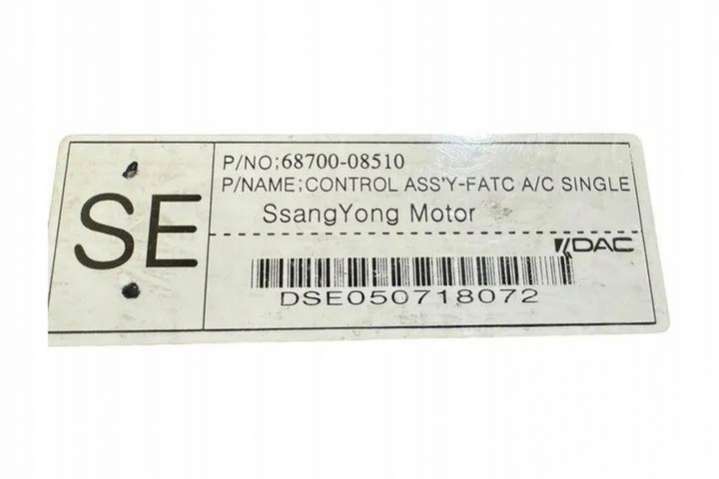 SE
P/NO;68700-08510
P/NAME;CONTROL ASS'Y-FATC A/C SINGLE
SsangYong Motor
DAC
DSE050718072